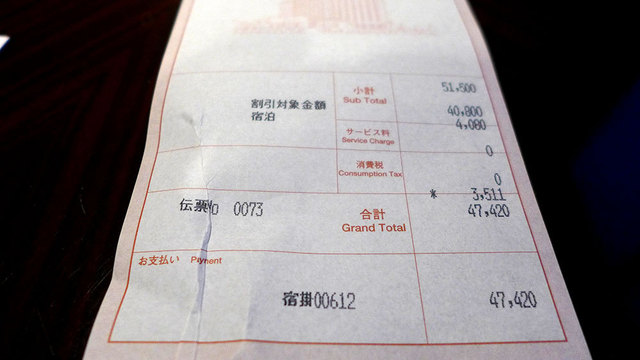 小計 51,500
Sub Total
割引対象金額 40,800
宿泊 4,080
サービス料
Service Charge 0
消費税
Consumption Tax 0
* 3,511
伝票No 0073 合計 47,420
Grand Total
お支払い Payment
宿掛00612 47,420